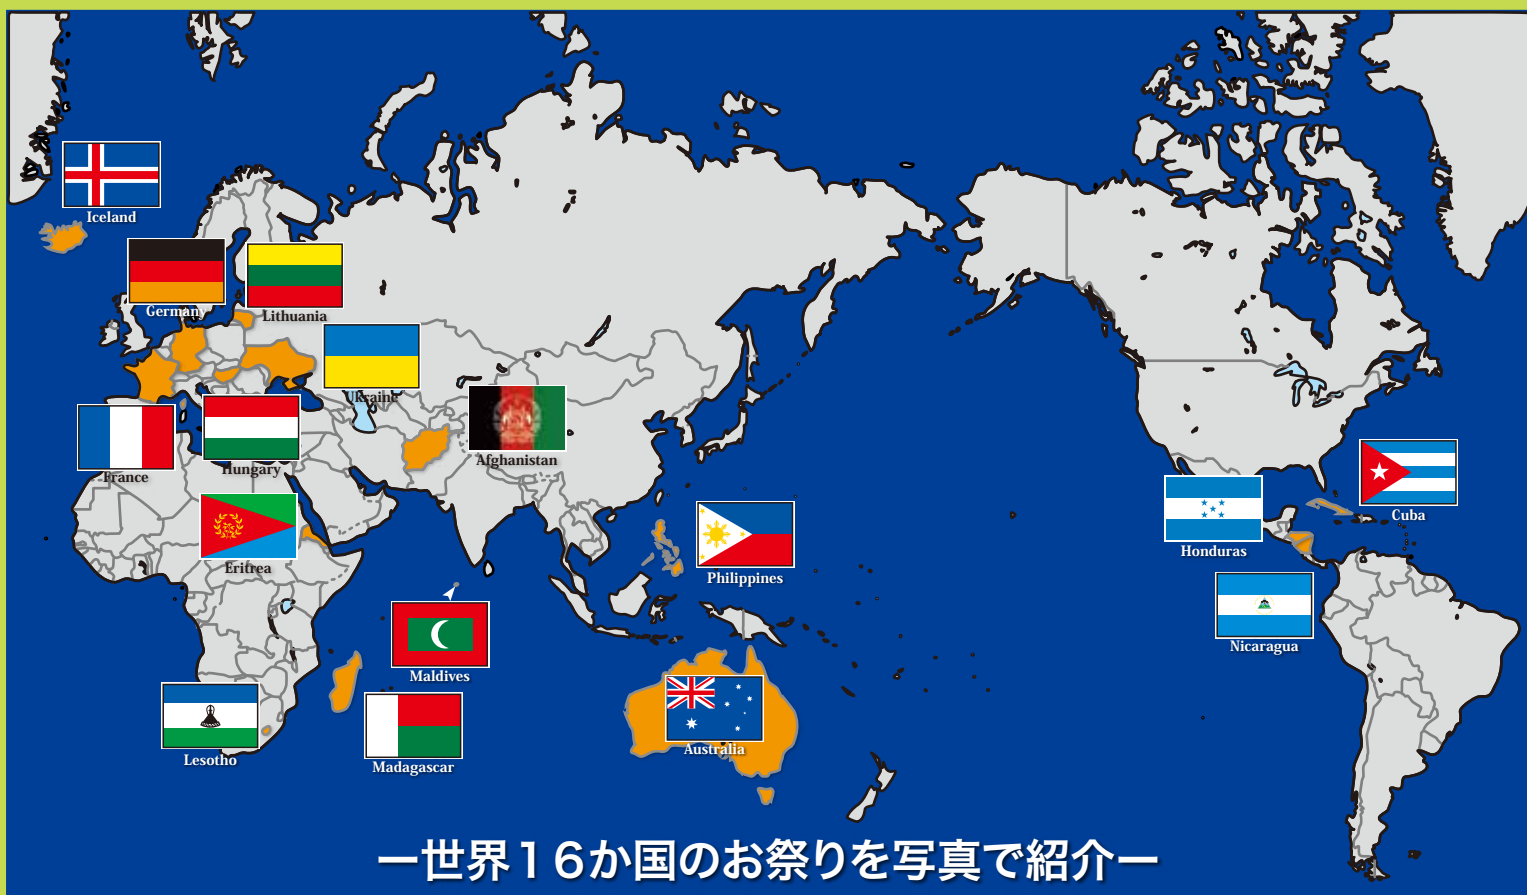 Iceland
Germany
Lithuania
Ukraine
Afghanistan
France
Hungary
Eritrea
Philippines
Cuba
Honduras
Nicaragua
Maldives
Lesotho
Madagascar
Australia
ー世界16か国のお祭りを写真で紹介ー